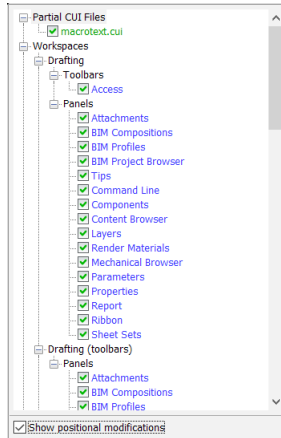 Partial CUI Files
macrotext.cui
Workspaces
Drafting
Toolbars
Access
Panels
Attachments
BIM Compositions
BIM Profiles
BIM Project Browser
Tips
Command Line
Components
Content Browser
Layers
Render Materials
Mechanical Browser
Parameters
Properties
Report
Ribbon
Sheet Sets
Drafting (toolbars)
Panels
Attachments
BIM Compositions
BIM Profiles
Show positional modifications